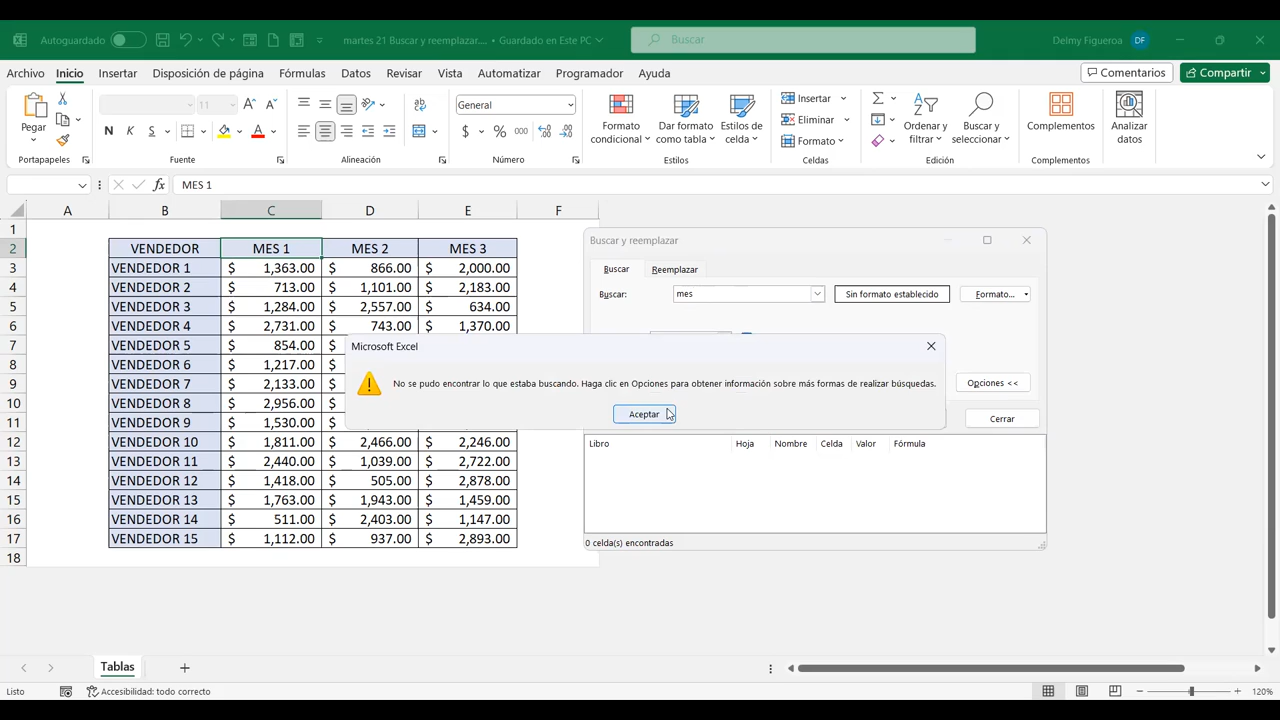 Autoguardado
martes 21 Buscar y reemplazar.... • Guardado en Este PC
Buscar
Delmy Figueroa
DF
Archivo Inicio Insertar Disposición de página Fórmulas Datos Revisar Vista Automatizar Programador Ayuda
Comentarios
Compartir
Pegar
Portapapeles
11
N K S
Fuente
Alineación
General
$ % 000
Número
Formato condicional
Dar formato como tabla
Estilos de celda
Estilos
Insertar
Eliminar
Formato
Celdas
Ordenar y filtrar
Buscar y seleccionar
Edición
Complementos
Complementos
Analizar datos
fx MES 1
A B C D E F
1
2 VENDEDOR MES 1 MES 2 MES 3
3 VENDEDOR 1 $ 1,363.00 $ 866.00 $ 2,000.00
4 VENDEDOR 2 $ 713.00 $ 1,101.00 $ 2,183.00
5 VENDEDOR 3 $ 1,284.00 $ 2,557.00 $ 634.00
6 VENDEDOR 4 $ 2,731.00 $ 743.00 $ 1,370.00
7 VENDEDOR 5 $ 854.00 $
8 VENDEDOR 6 $ 1,217.00 $
9 VENDEDOR 7 $ 2,133.00 $
10 VENDEDOR 8 $ 2,956.00 $
11 VENDEDOR 9 $ 1,530.00 $
12 VENDEDOR 10 $ 1,811.00 $ 2,466.00 $ 2,246.00
13 VENDEDOR 11 $ 2,440.00 $ 1,039.00 $ 2,722.00
14 VENDEDOR 12 $ 1,418.00 $ 505.00 $ 2,878.00
15 VENDEDOR 13 $ 1,763.00 $ 1,943.00 $ 1,459.00
16 VENDEDOR 14 $ 511.00 $ 2,403.00 $ 1,147.00
17 VENDEDOR 15 $ 1,112.00 $ 937.00 $ 2,893.00
18
Buscar y reemplazar
Buscar Reemplazar
Buscar: mes Sin formato establecido Formato...
Opciones <<
Cerrar
Microsoft Excel
No se pudo encontrar lo que estaba buscando. Haga clic en Opciones para obtener información sobre más formas de realizar búsquedas.
Aceptar
Libro Hoja Nombre Celda Valor Fórmula
0 celda(s) encontradas
Tablas
Listo
Accesibilidad: todo correcto
120%